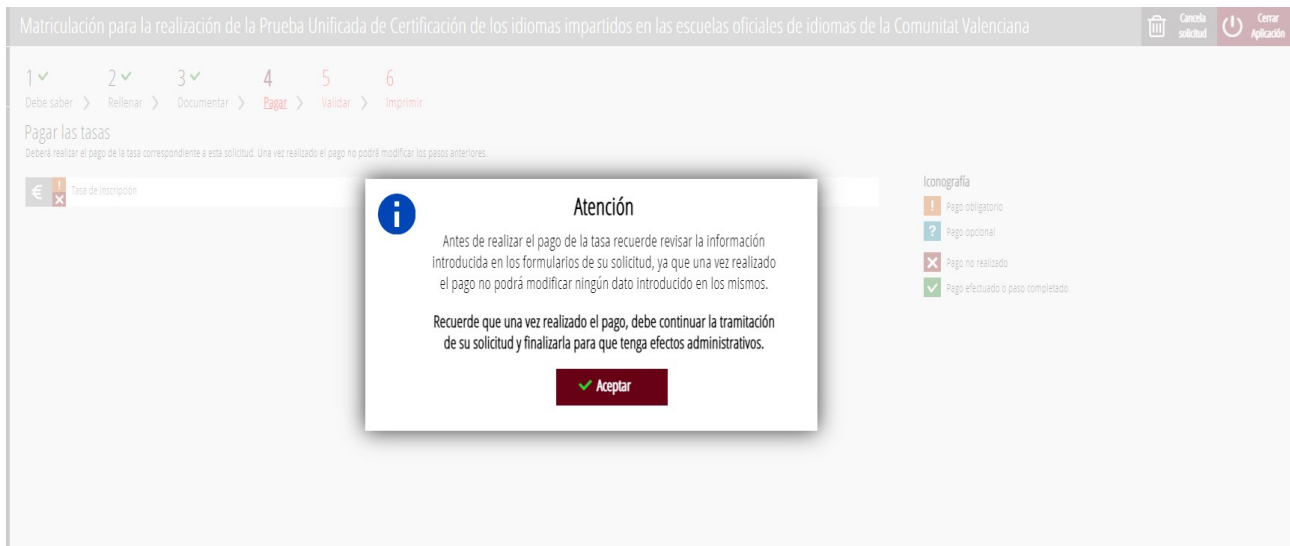 Matriculación para la realización de la Prueba Unificada de Certificación de los idiomas impartidos en las escuelas oficiales de idiomas de la Comunitat Valenciana
Cancela
solicitud
Cerrar
Aplicación
1 2 3 4 5 6
Debe saber > Rellenar > Documentar > Pagar > Validar > Imprimir
Pagar las tasas
Deberá realizar el pago de la tasa correspondiente a esta solicitud. Una vez realizado el pago no podrá modificar los pasos anteriores.
€ ! Tasa de inscripción
Atención
Antes de realizar el pago de la tasa recuerde revisar la información
introducida en los formularios de su solicitud, ya que una vez realizado
el pago no podrá modificar ningún dato introducido en los mismos.
Recuerde que una vez realizado el pago, debe continuar la tramitación
de su solicitud y finalizarla para que tenga efectos administrativos.
Aceptar
Iconografía
! Pago obligatorio
? Pago opcional
Pago no realizado
Pago efectuado o paso completado